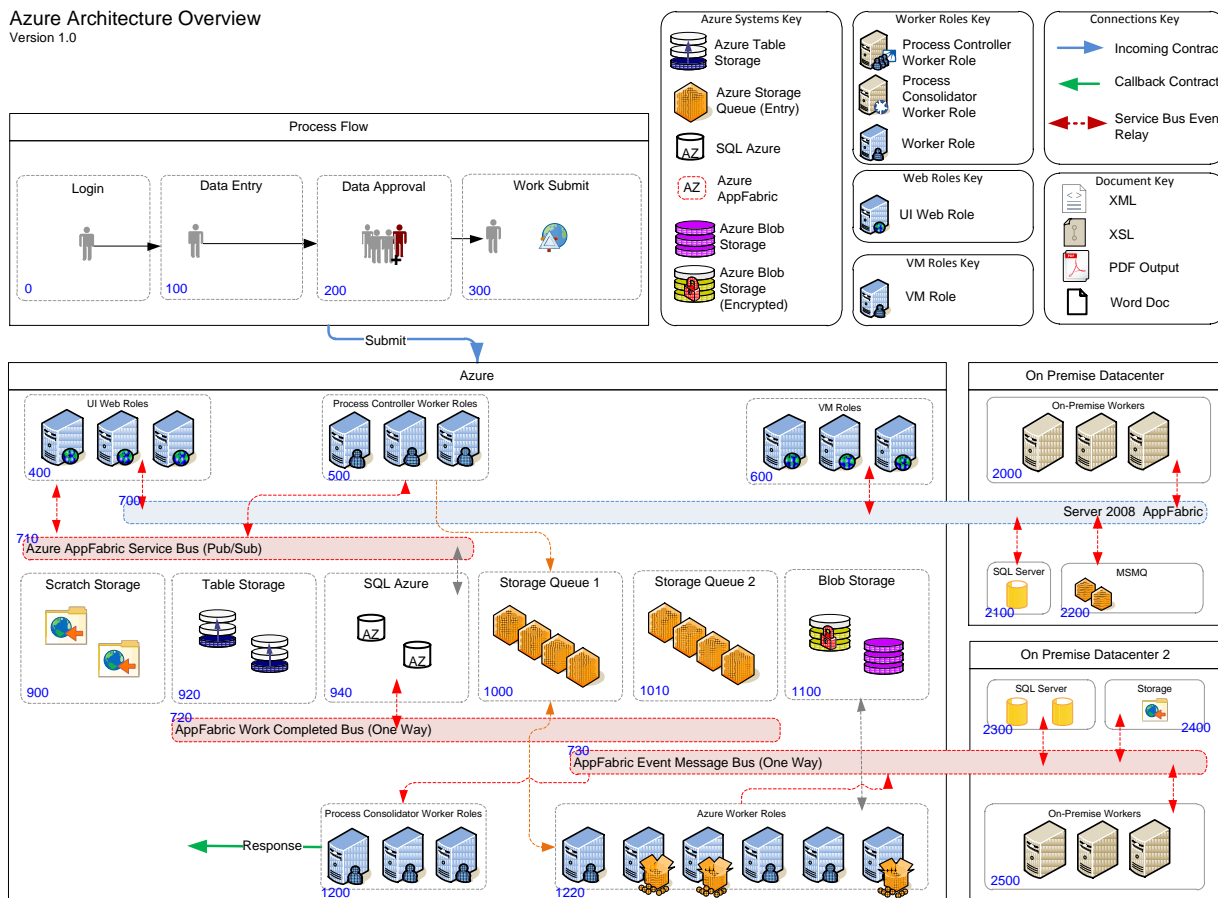 Azure Architecture Overview
Version 1.0
Azure Systems Key
Azure Table
Storage
Azure Storage
Queue (Entry)
AZ
SQL Azure
AZ
Azure
AppFabric
Azure Blob
Storage
Azure Blob
Storage
(Encrypted)
Worker Roles Key
Process Controller
Worker Role
Process
Consolidator
Worker Role
Worker Role
Web Roles Key
UI Web Role
VM Roles Key
VM Role
Connections Key
Incoming Contrac
Callback Contract
Service Bus Even
Relay
Document Key
XML
XSL
PDF
PDF Output
Word Doc
Process Flow
Login
Data Entry
Data Approval
Work Submit
0
100
200
300
Submit
Azure
UI Web Roles
400
Process Controller Worker Roles
500
VM Roles
600
700
Server 2008 AppFabric
710
Azure AppFabric Service Bus (Pub/Sub)
Scratch Storage
900
Table Storage
920
SQL Azure
AZ
AZ
940
Storage Queue 1
1000
Storage Queue 2
1010
Blob Storage
1100
720
AppFabric Work Completed Bus (One Way)
730
AppFabric Event Message Bus (One Way)
Response
Process Consolidator Worker Roles
1200
Azure Worker Roles
1220
On Premise Datacenter
On-Premise Workers
2000
SQL Server
2100
MSMQ
2200
On Premise Datacenter 2
SQL Server
2300
Storage
2400
On-Premise Workers
2500